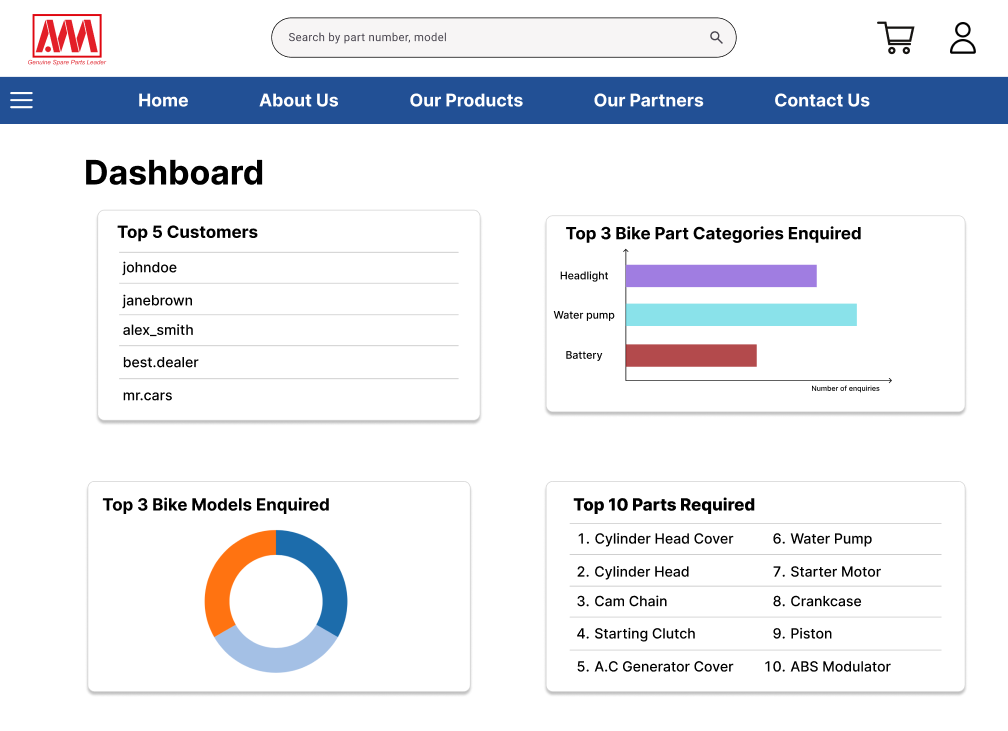 AMM
Genuine Spare Parts Leader
Search by part number, model
Home
About Us
Our Products
Our Partners
Contact Us
Dashboard
Top 5 Customers
johndoe
janebrown
alex_smith
best.dealer
mr.cars
Top 3 Bike Part Categories Enquired
Headlight
Water pump
Battery
Number of enquiries
Top 3 Bike Models Enquired
Top 10 Parts Required
1. Cylinder Head Cover
2. Cylinder Head
3. Cam Chain
4. Starting Clutch
5. A.C Generator Cover
6. Water Pump
7. Starter Motor
8. Crankcase
9. Piston
10. ABS Modulator